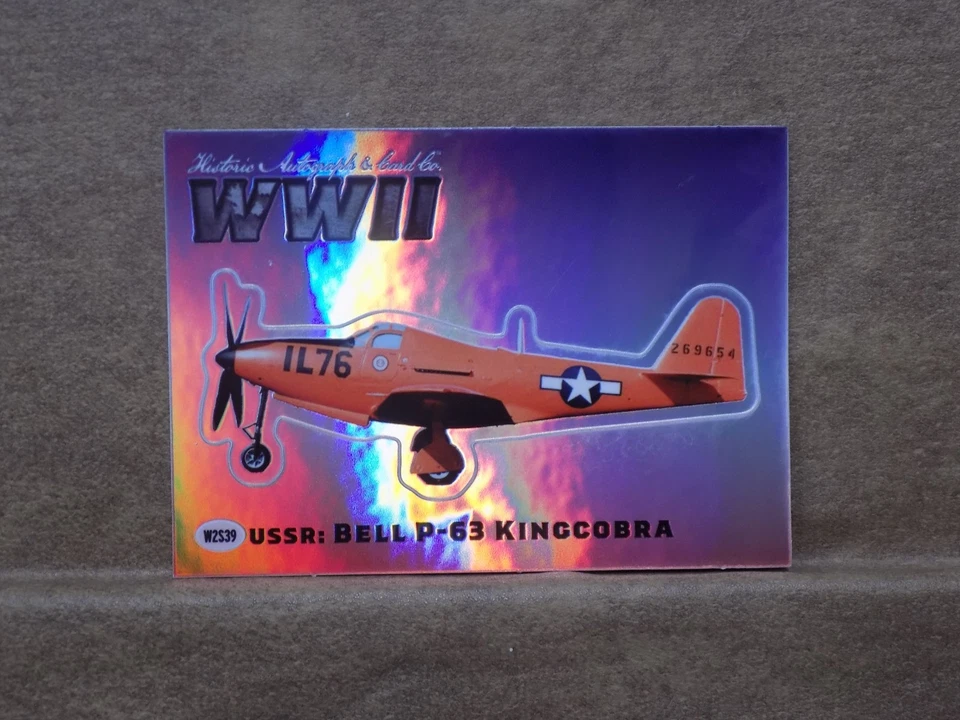 Historic Autograph & Card Co.
WWII
IL76
269654
W2S39 USSR: BELL P-63 KINGCOBRA